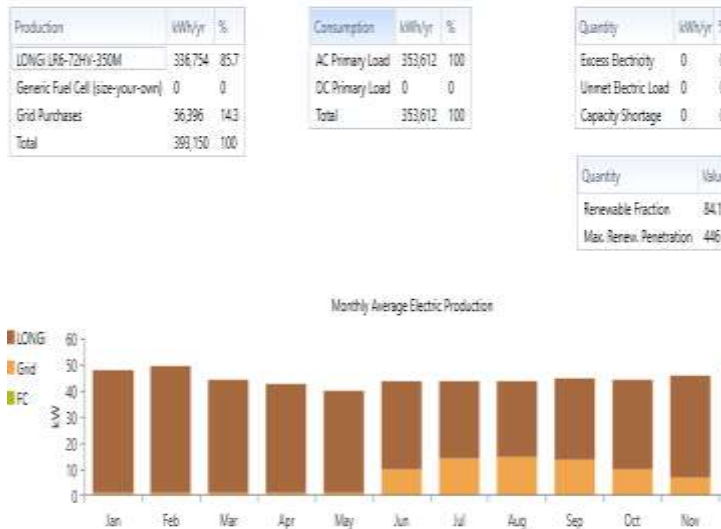 Production kWh/yr %
LONGi LR6-72HV-350M 336,754 85.7
Generic Fuel Cell (size-your-own) 0 0
Grid Purchases 56,396 14.3
Total 393,150 100
Consumption kWh/yr %
AC Primary Load 353,612 100
DC Primary Load 0 0
Total 353,612 100
Quantity kWh/yr
Excess Electricity 0
Unmet Electric Load 0
Capacity Shortage 0
Quantity
Renewable Fraction 84.1
Max. Renew. Penetration 446
Monthly Average Electric Production
LONGi
Grid
FC
kW
60
50
40
30
20
10
0
Jan Feb Mar Apr May Jun Jul Aug Sep Oct Nov